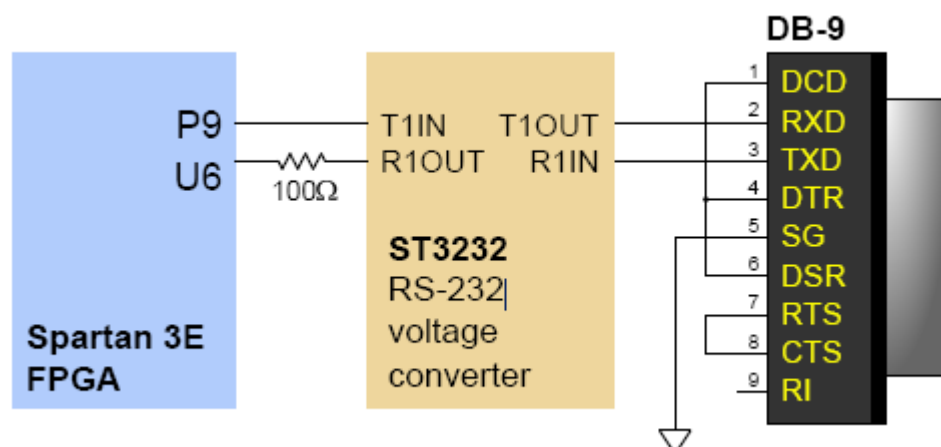 DB-9
P9
U6
100Ω
Spartan 3E
FPGA
T1IN T1OUT
R1OUT R1IN
ST3232
RS-232
voltage
converter
1 DCD
2 RXD
3 TXD
4 DTR
5 SG
6 DSR
7 RTS
8 CTS
9 RI